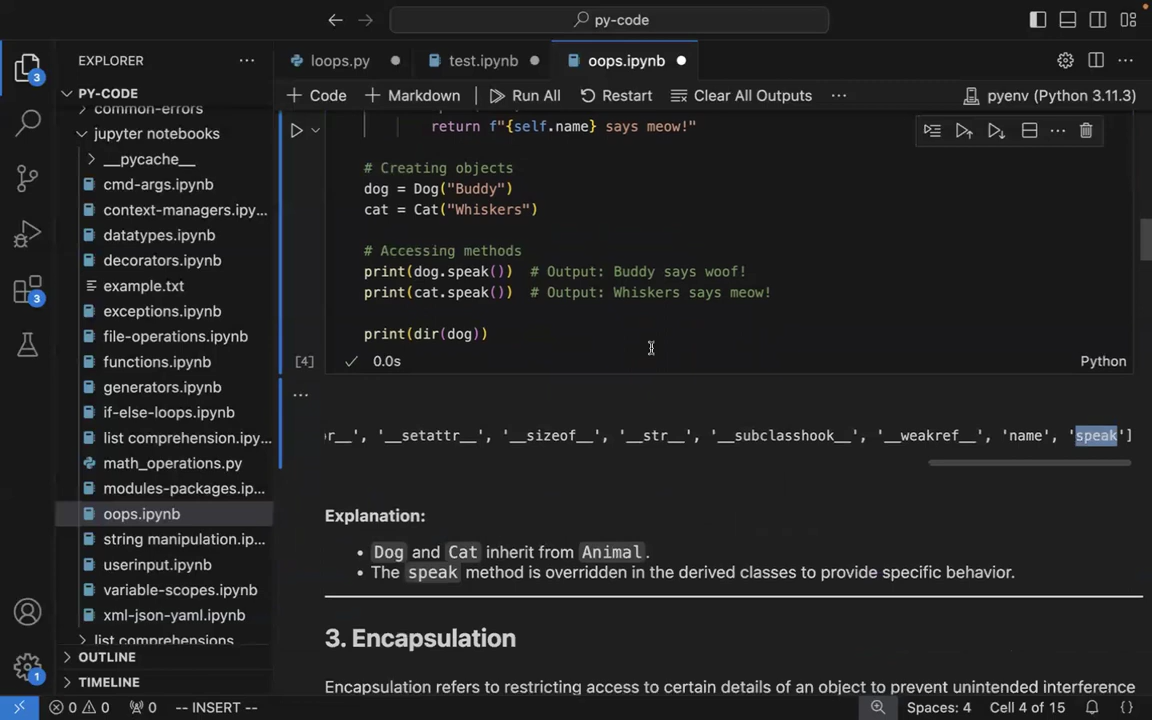 py-code
EXPLORER
loops.py
test.ipynb
oops.ipynb
PY-CODE
Code
Markdown
Run All
Restart
Clear All Outputs
pyenv (Python 3.11.3)
common-errors
jupyter notebooks
__pycache__
cmd-args.ipynb
context-managers.ipy...
datatypes.ipynb
decorators.ipynb
example.txt
exceptions.ipynb
file-operations.ipynb
functions.ipynb
generators.ipynb
if-else-loops.ipynb
list comprehension.ipy...
math_operations.py
modules-packages.ip...
oops.ipynb
string manipulation.ip...
userinput.ipynb
variable-scopes.ipynb
xml-json-yaml.ipynb
list comprehensions
OUTLINE
TIMELINE
return f"{self.name} says meow!"
# Creating objects
dog = Dog("Buddy")
cat = Cat("Whiskers")
# Accessing methods
print(dog.speak()) # Output: Buddy says woof!
print(cat.speak()) # Output: Whiskers says meow!
print(dir(dog))
[4]
0.0s
Python
...
r__', '__setattr__', '__sizeof__', '__str__', '__subclasshook__', '__weakref__', 'name', 'speak']
Explanation:
• Dog and Cat inherit from Animal.
• The speak method is overridden in the derived classes to provide specific behavior.
3. Encapsulation
Encapsulation refers to restricting access to certain details of an object to prevent unintended interference
3
3
1
0 0 0 -- INSERT --
Spaces: 4 Cell 4 of 15